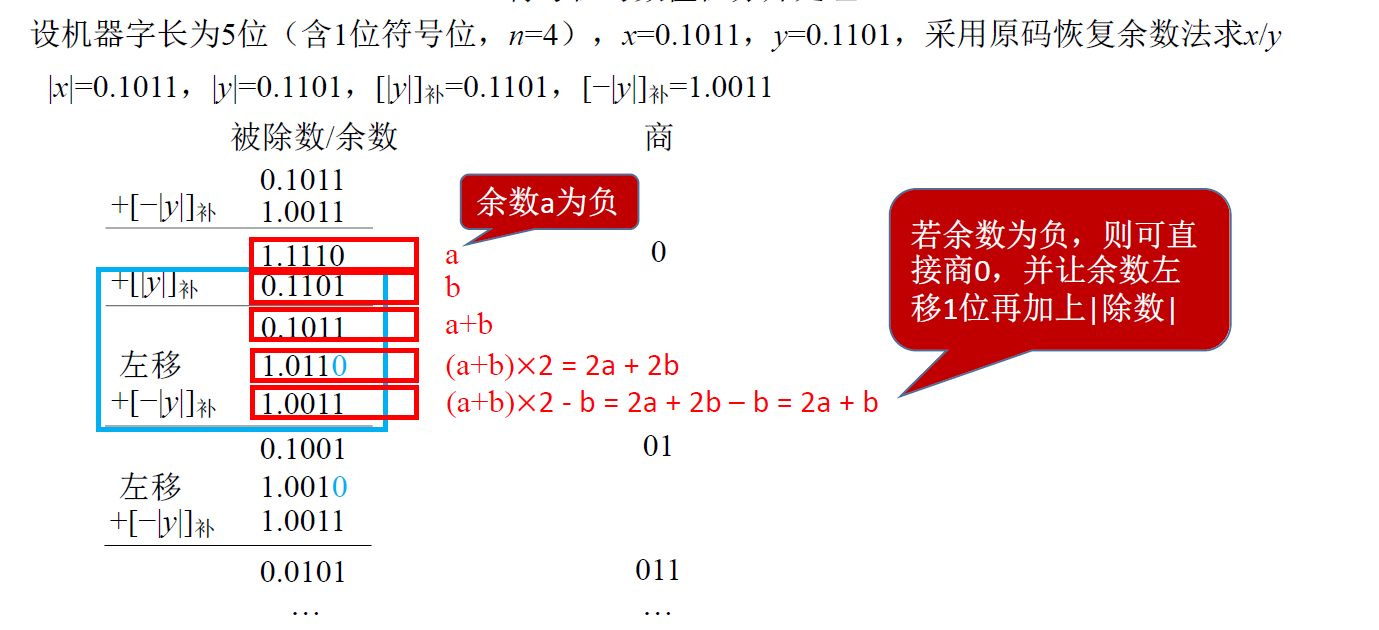 设机器字长为5位（含1位符号位，n=4），x=0.1011，y=0.1101，采用原码恢复余数法求x/y
|x|=0.1011，|y|=0.1101，[|y|]补=0.1101，[−|y|]补=1.0011
被除数/余数 商
0.1011
+[−|y|]补 1.0011
余数a为负
1.1110 a 0
+[|y|]补 0.1101 b
0.1011 a+b
左移 1.0110 (a+b)×2 = 2a + 2b
+[−|y|]补 1.0011 (a+b)×2 - b = 2a + 2b – b = 2a + b
若余数为负，则可直
接商0，并让余数左
移1位再加上|除数|
0.1001 01
左移 1.0010
+[−|y|]补 1.0011
0.0101 011
… …